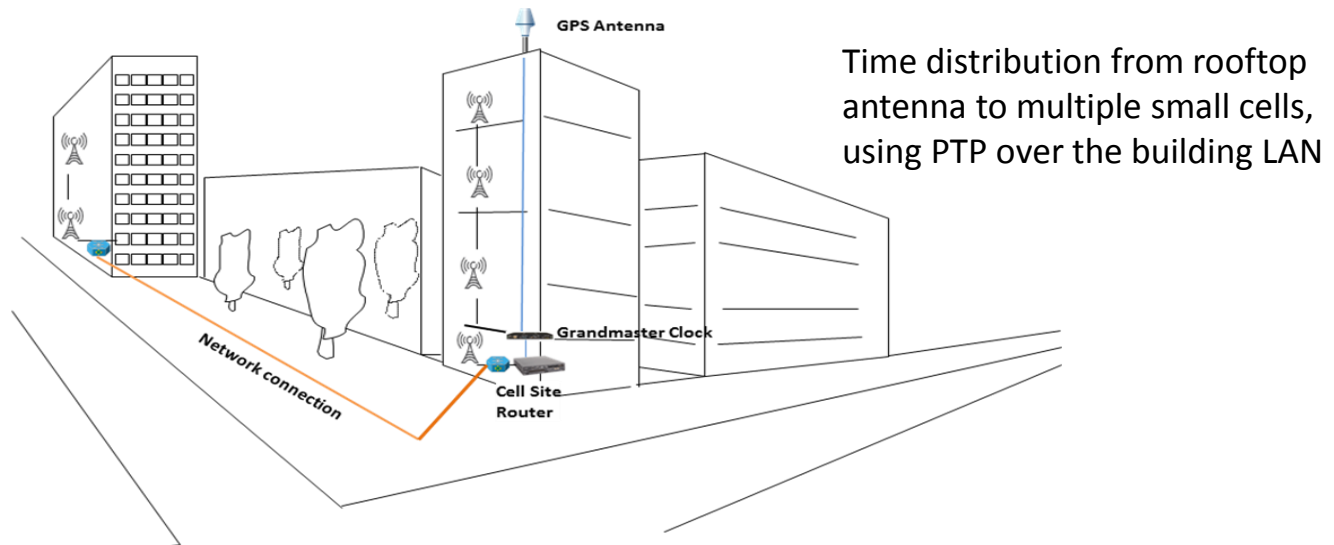 GPS Antenna
Time distribution from rooftop
antenna to multiple small cells,
using PTP over the building LAN
Grandmaster Clock
Network connection
Cell Site
Router